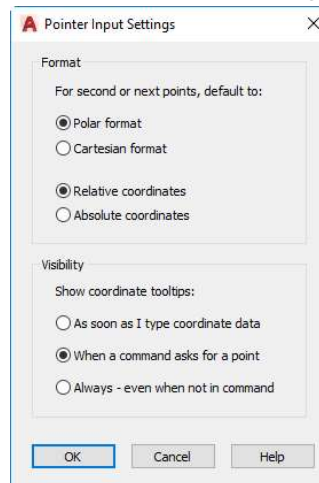 Pointer Input Settings
Format
For second or next points, default to:
Polar format
Cartesian format
Relative coordinates
Absolute coordinates
Visibility
Show coordinate tooltips:
As soon as I type coordinate data
When a command asks for a point
Always - even when not in command
OK Cancel Help